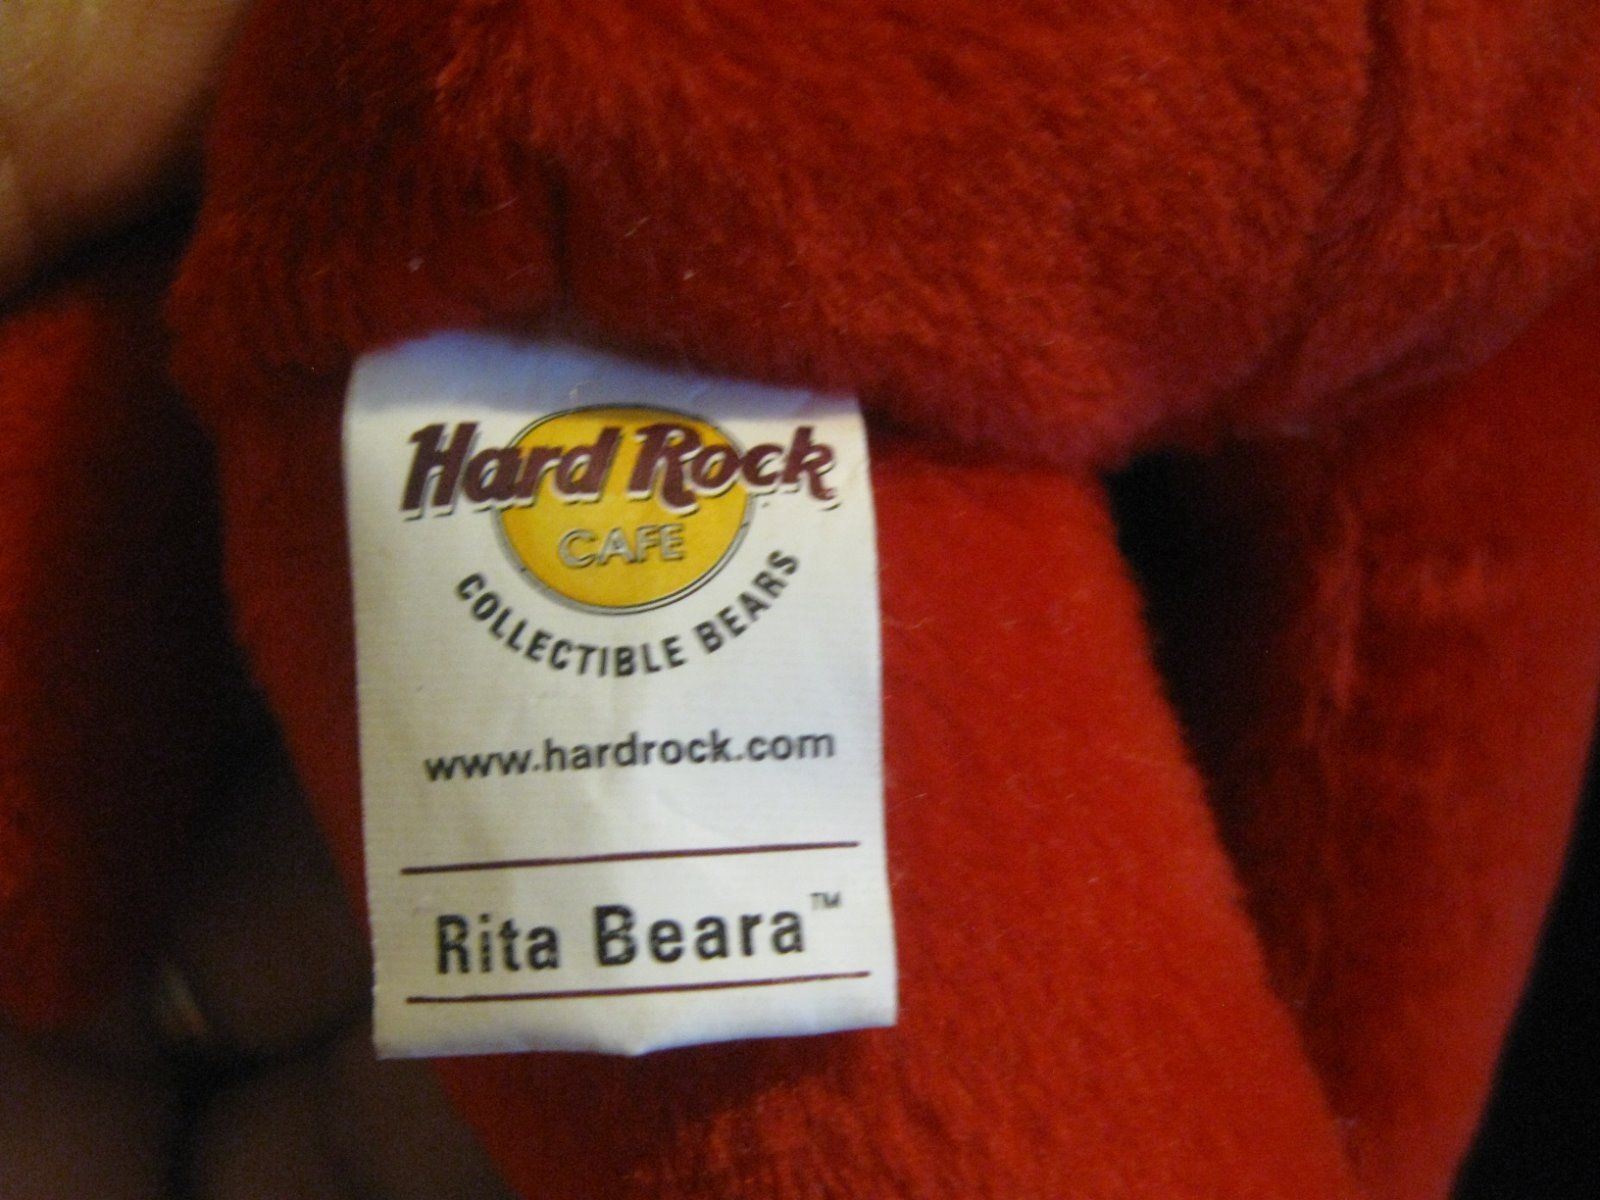 Hard Rock
CAFE
COLLECTIBLE BEARS
www.hardrock.com
Rita Beara™